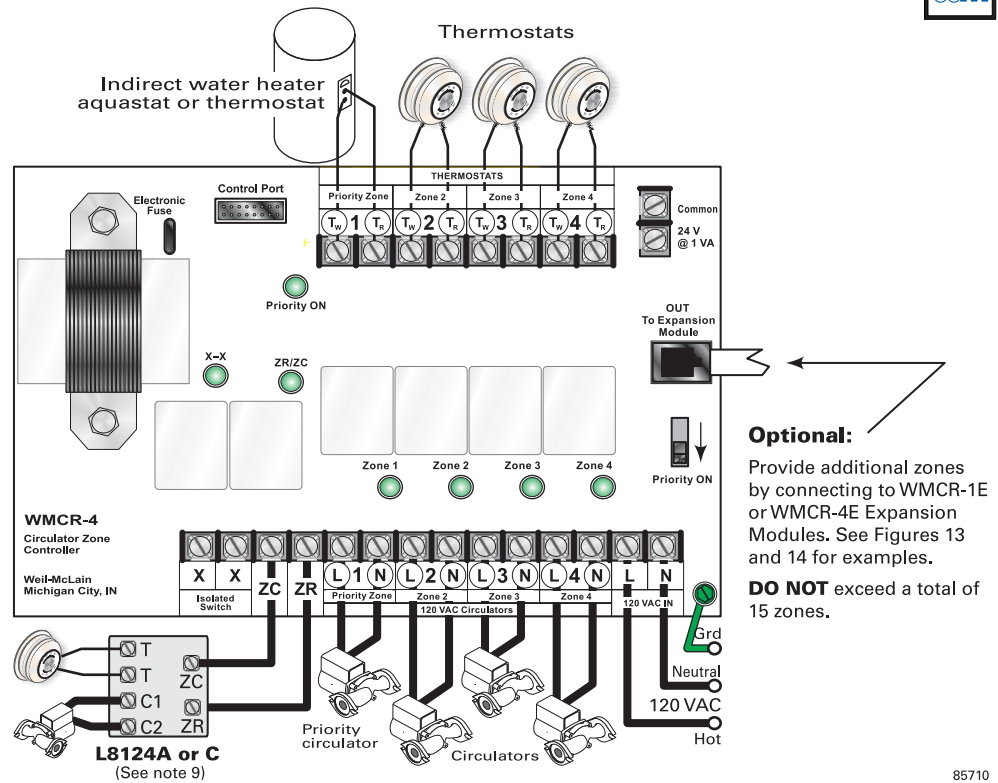 Thermostats
Indirect water heater
aquastat or thermostat
THERMOSTATS
Priority Zone Zone 2 Zone 3 Zone 4
TW 1 TR TW 2 TR TW 3 TR TW 4 TR
Electronic
Fuse
Control Port
Common
24 V
@ 1 VA
Priority ON
OUT
To Expansion
Module
X–X
ZR/ZC
Priority ON
Zone 1 Zone 2 Zone 3 Zone 4
Optional:
Provide additional zones
by connecting to WMCR-1E
or WMCR-4E Expansion
Modules. See Figures 13
and 14 for examples.
DO NOT exceed a total of
15 zones.
WMCR-4
Circulator Zone
Controller
Weil-McLain
Michigan City, IN
X X ZC ZR L 1 N L 2 N L 3 N L 4 N L N
Isolated
Switch
Priority Zone Zone 2 Zone 3 Zone 4
120 VAC Circulators
120 VAC IN
Grd
Neutral
120 VAC
Hot
T
T
C1
C2
ZC
ZR
L8124A or C
(See note 9)
Priority
circulator
Circulators
85710